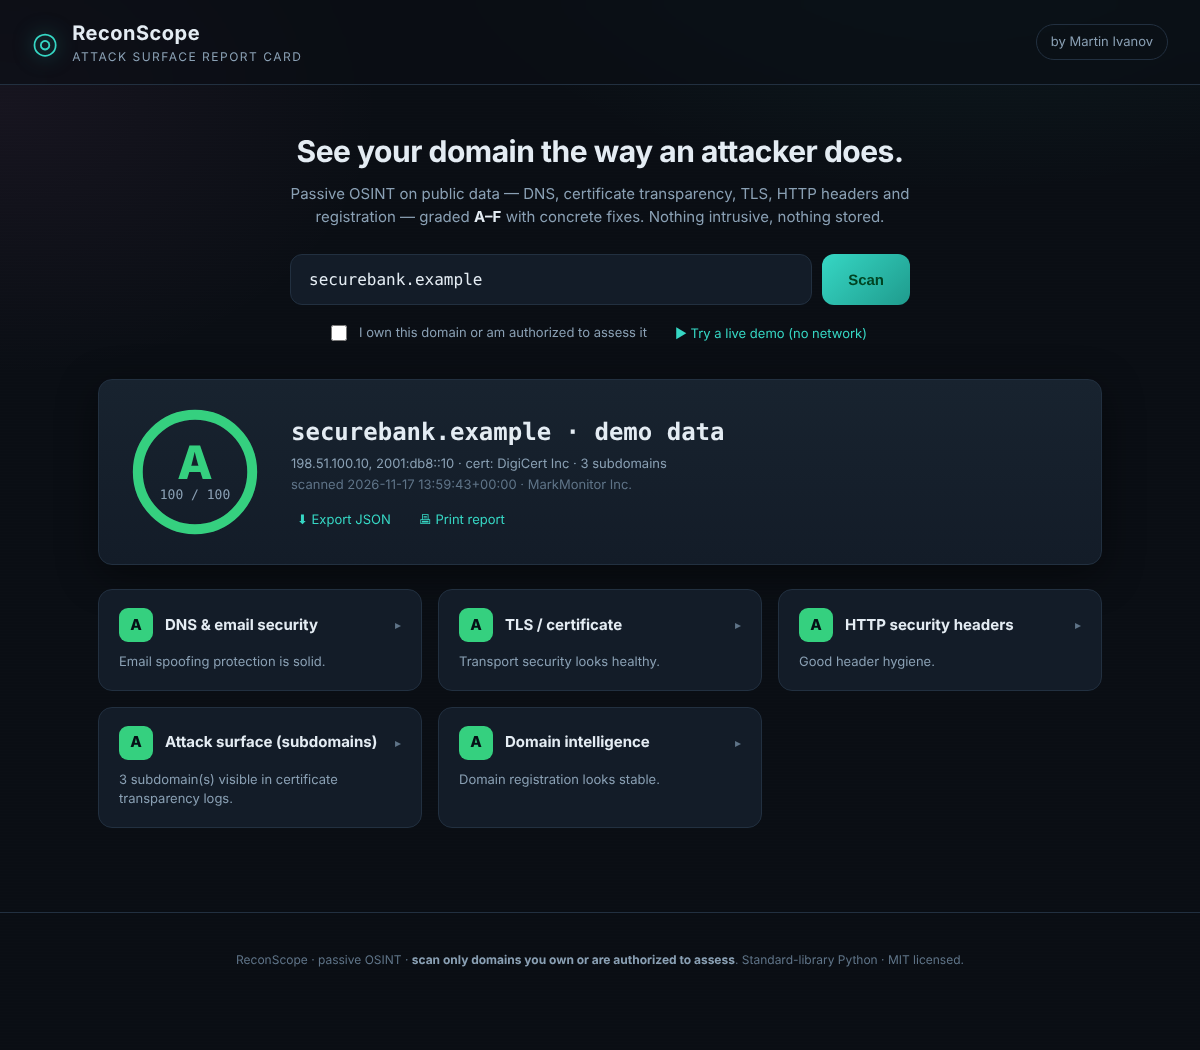 ReconScope
ATTACK SURFACE REPORT CARD
by Martin Ivanov
See your domain the way an attacker does.
Passive OSINT on public data — DNS, certificate transparency, TLS, HTTP headers and
registration — graded A–F with concrete fixes. Nothing intrusive, nothing stored.
securebank.example
Scan
I own this domain or am authorized to assess it
▶ Try a live demo (no network)
A
100 / 100
securebank.example · demo data
198.51.100.10, 2001:db8::10 · cert: DigiCert Inc · 3 subdomains
scanned 2026-11-17 13:59:43+00:00 · MarkMonitor Inc.
⬇ Export JSON
🖶 Print report
A DNS & email security ▸
Email spoofing protection is solid.
A TLS / certificate ▸
Transport security looks healthy.
A HTTP security headers ▸
Good header hygiene.
A Attack surface (subdomains) ▸
3 subdomain(s) visible in certificate
transparency logs.
A Domain intelligence ▸
Domain registration looks stable.
ReconScope · passive OSINT · scan only domains you own or are authorized to assess. Standard-library Python · MIT licensed.